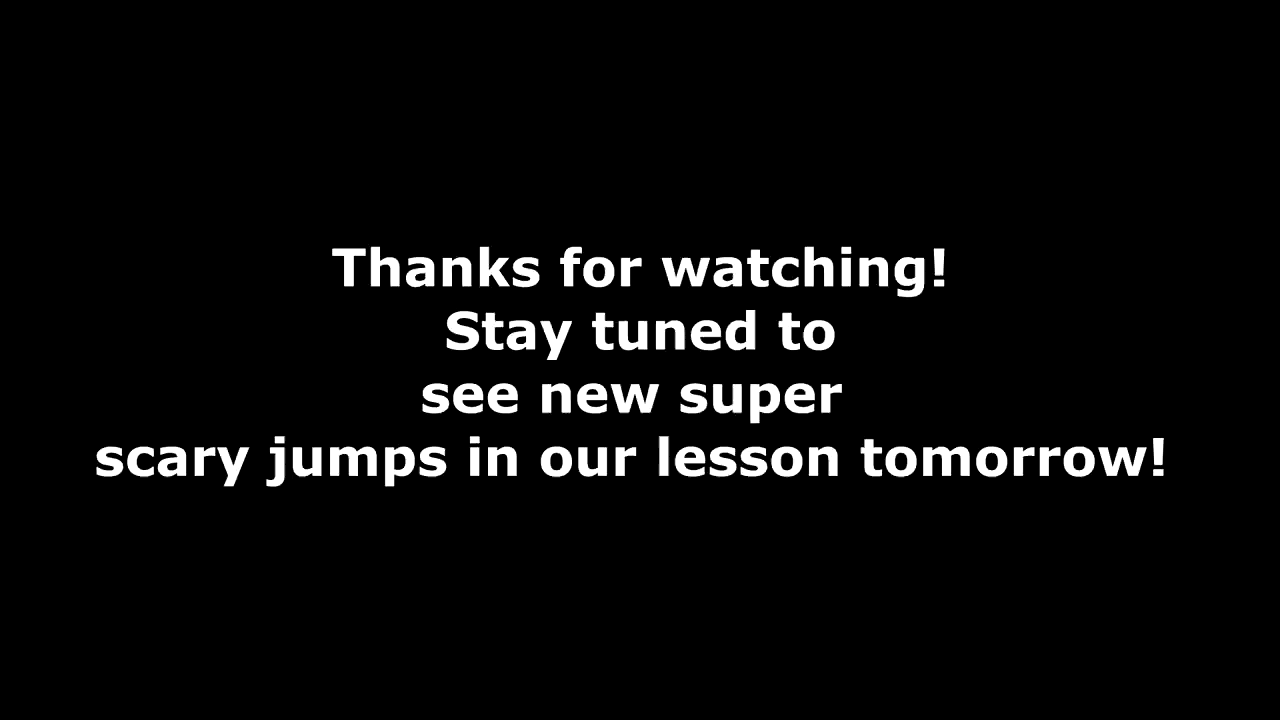 Thanks for watching!
Stay tuned to
see new super
scary jumps in our lesson tomorrow!